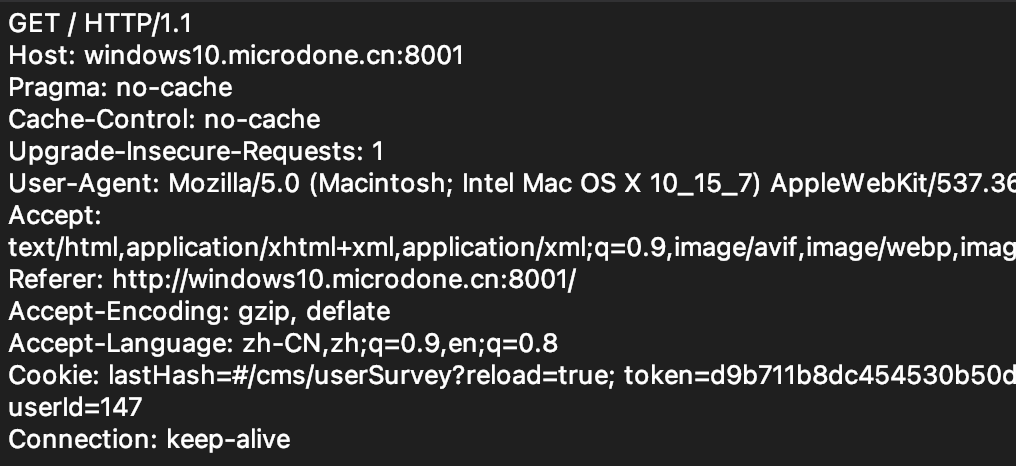 GET / HTTP/1.1
Host: windows10.microdone.cn:8001
Pragma: no-cache
Cache-Control: no-cache
Upgrade-Insecure-Requests: 1
User-Agent: Mozilla/5.0 (Macintosh; Intel Mac OS X 10_15_7) AppleWebKit/537.36
Accept:
text/html,application/xhtml+xml,application/xml;q=0.9,image/avif,image/webp,imag
Referer: http://windows10.microdone.cn:8001/
Accept-Encoding: gzip, deflate
Accept-Language: zh-CN,zh;q=0.9,en;q=0.8
Cookie: lastHash=#/cms/userSurvey?reload=true; token=d9b711b8dc454530b50d
userId=147
Connection: keep-alive